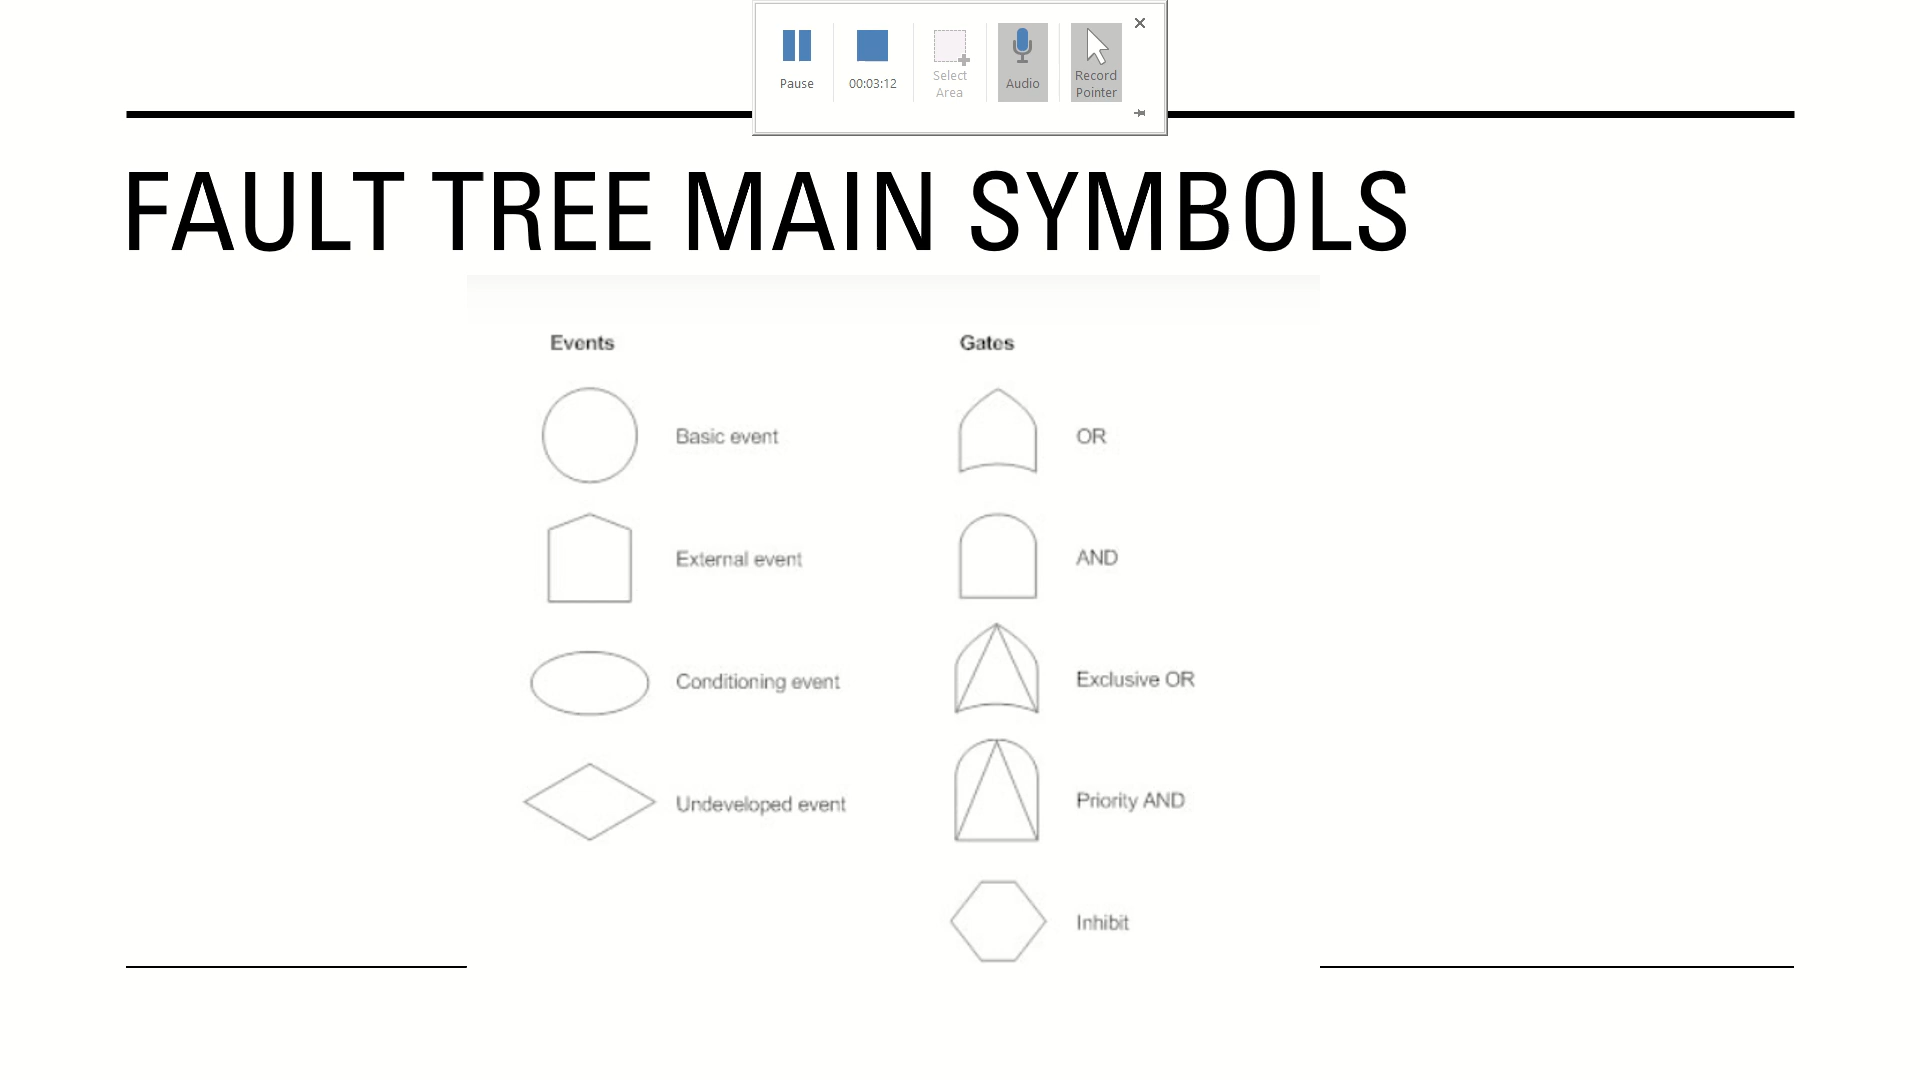 Pause
00:03:12
Select
Area
Audio
Record
Pointer
FAULT TREE MAIN SYMBOLS
Events
Basic event
External event
Conditioning event
Undeveloped event
Gates
OR
AND
Exclusive OR
Priority AND
Inhibit